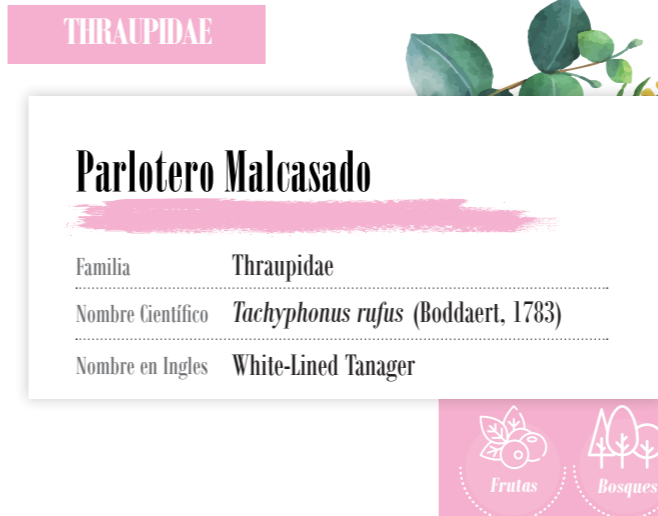 THRAUPIDAE
Parlotero Malcasado
Familia Thraupidae
Nombre Científico Tachyphonus rufus (Boddaert, 1783)
Nombre en Ingles White-Lined Tanager
Frutas Bosques